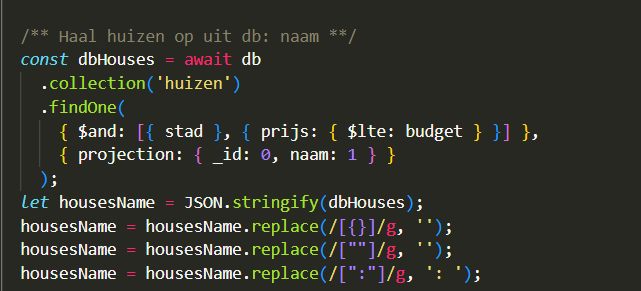 /** Haal huizen op uit db: naam **/
const dbHouses = await db
.collection('huizen')
.findOne(
{ $and: [{ stad }, { prijs: { $lte: budget } }] },
{ projection: { _id: 0, naam: 1 } }
);
let housesName = JSON.stringify(dbHouses);
housesName = housesName.replace(/[{}]/g, '');
housesName = housesName.replace(/[""]/g, '');
housesName = housesName.replace(/[":"]/g, ': ');